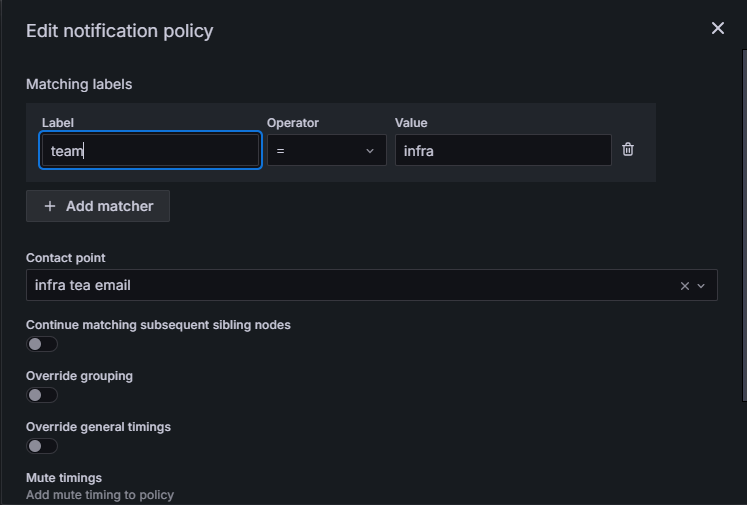 Edit notification policy
Matching labels
Label Operator Value
team = infra
+ Add matcher
Contact point
infra tea email
Continue matching subsequent sibling nodes
Override grouping
Override general timings
Mute timings
Add mute timing to policy